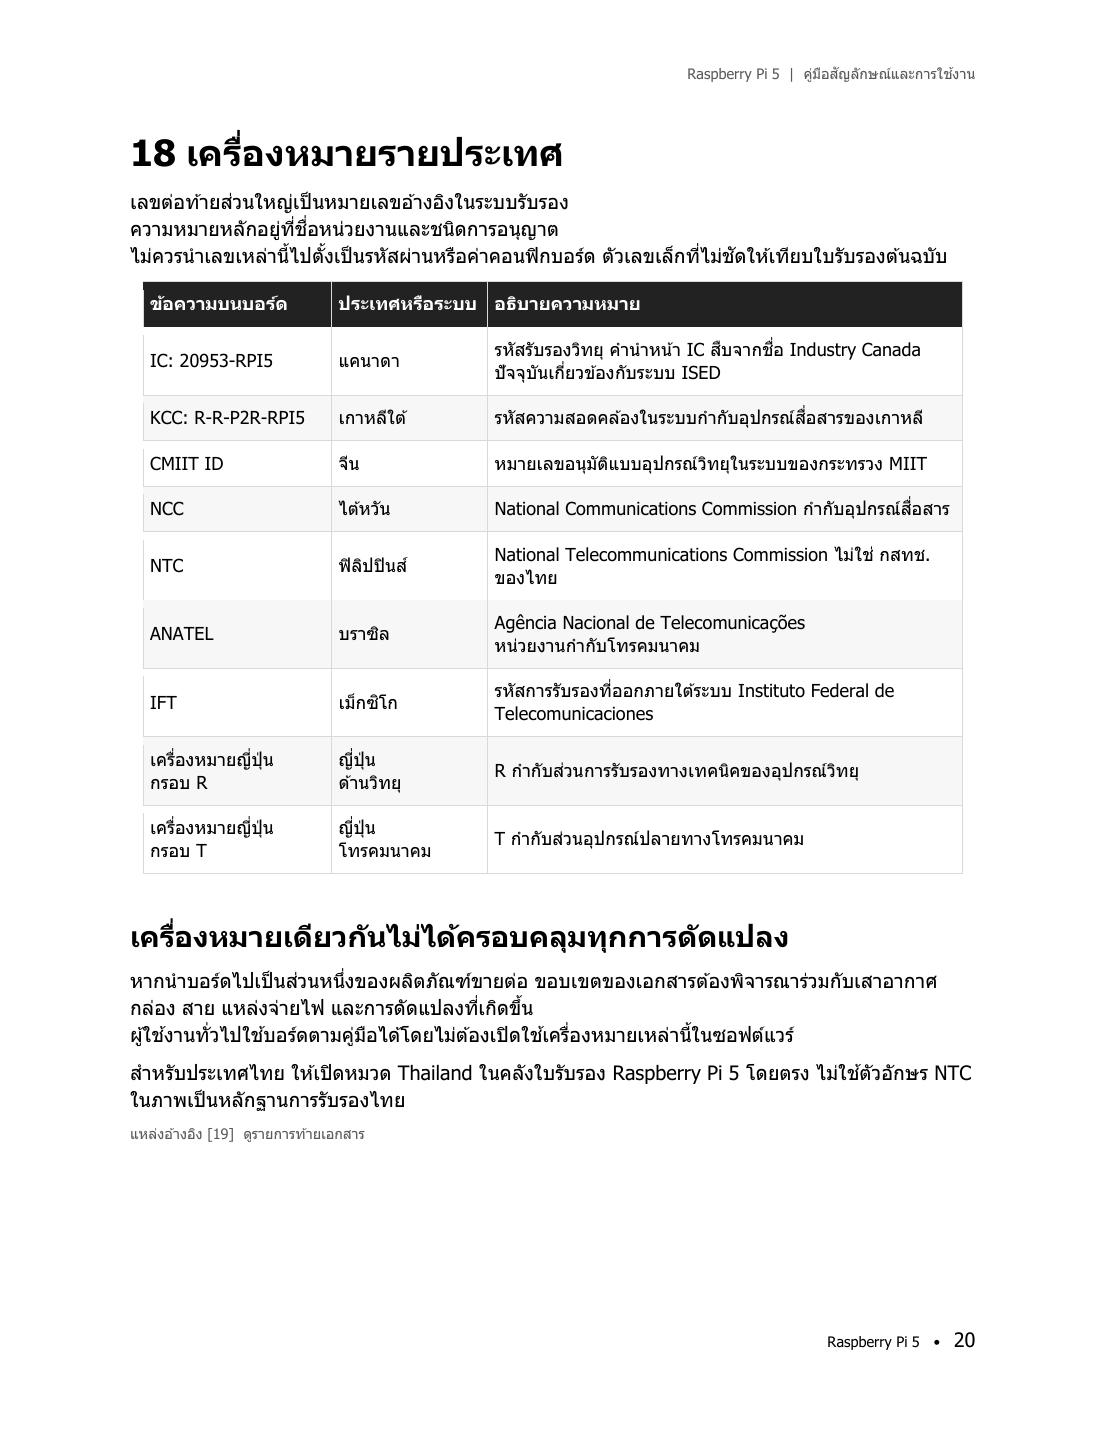 Raspberry Pi 5 | คู่มือสัญลักษณ์และการใช้งาน
18 เครื่องหมายรายประเทศ
เลขต่อท้ายส่วนใหญ่เป็นหมายเลขอ้างอิงในระบบรับรอง
ความหมายหลักอยู่ที่ชื่อหน่วยงานและชนิดการอนุญาต
ไม่ควรนำเลขเหล่านี้ไปตั้งเป็นรหัสผ่านหรือค่าคอนฟิกบอร์ด ตัวเลขเล็กที่ไม่ชัดให้เทียบใบรับรองต้นฉบับ
ข้อความบนบอร์ด ประเทศหรือระบบ อธิบายความหมาย
IC: 20953-RPI5 แคนาดา รหัสรับรองวิทยุ คำนำหน้า IC สืบจากชื่อ Industry Canada
ปัจจุบันเกี่ยวข้องกับระบบ ISED
KCC: R-R-P2R-RPI5 เกาหลีใต้ รหัสความสอดคล้องในระบบกำกับอุปกรณ์สื่อสารของเกาหลี
CMIIT ID จีน หมายเลขอนุมัติแบบอุปกรณ์วิทยุในระบบของกระทรวง MIIT
NCC ไต้หวัน National Communications Commission กำกับอุปกรณ์สื่อสาร
NTC ฟิลิปปินส์ National Telecommunications Commission ไม่ใช่ กสทช.
ของไทย
ANATEL บราซิล Agência Nacional de Telecomunicações
หน่วยงานกำกับโทรคมนาคม
IFT เม็กซิโก รหัสการรับรองที่ออกภายใต้ระบบ Instituto Federal de
Telecomunicaciones
เครื่องหมายญี่ปุ่น ญี่ปุ่น
กรอบ R ด้านวิทยุ R กำกับส่วนการรับรองทางเทคนิคของอุปกรณ์วิทยุ
เครื่องหมายญี่ปุ่น ญี่ปุ่น
กรอบ T โทรคมนาคม T กำกับส่วนอุปกรณ์ปลายทางโทรคมนาคม
เครื่องหมายเดียวกันไม่ได้ครอบคลุมทุกการดัดแปลง
หากนำบอร์ดไปเป็นส่วนหนึ่งของผลิตภัณฑ์ขายต่อ ขอบเขตของเอกสารต้องพิจารณาร่วมกับเสาอากาศ
กล่อง สาย แหล่งจ่ายไฟ และการดัดแปลงที่เกิดขึ้น
ผู้ใช้งานทั่วไปใช้บอร์ดตามคู่มือได้โดยไม่ต้องเปิดใช้เครื่องหมายเหล่านี้ในซอฟต์แวร์
สำหรับประเทศไทย ให้เปิดหมวด Thailand ในคลังใบรับรอง Raspberry Pi 5 โดยตรง ไม่ใช้ตัวอักษร NTC
ในภาพเป็นหลักฐานการรับรองไทย
แหล่งอ้างอิง [19] ดูรายการท้ายเอกสาร
Raspberry Pi 5 • 20